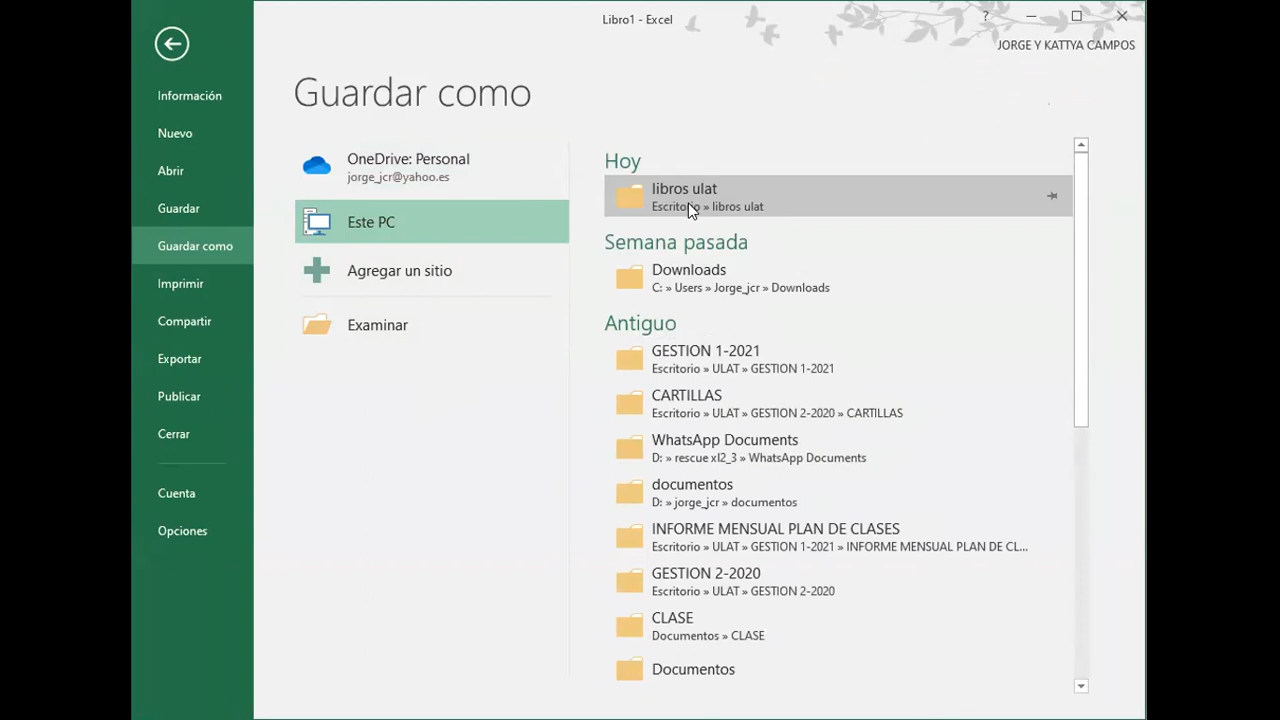 Libro1 - Excel
?
JORGE Y KATTYA CAMPOS
Información
Nuevo
Abrir
Guardar
Guardar como
Imprimir
Compartir
Exportar
Publicar
Cerrar
Cuenta
Opciones
Guardar como
OneDrive: Personal
jorge_jcr@yahoo.es
Este PC
Agregar un sitio
Examinar
Hoy
libros ulat
Escritorio » libros ulat
Semana pasada
Downloads
C: » Users » Jorge_jcr » Downloads
Antiguo
GESTION 1-2021
Escritorio » ULAT » GESTION 1-2021
CARTILLAS
Escritorio » ULAT » GESTION 2-2020 » CARTILLAS
WhatsApp Documents
D: » rescue xl2_3 » WhatsApp Documents
documentos
D: » jorge_jcr » documentos
INFORME MENSUAL PLAN DE CLASES
Escritorio » ULAT » GESTION 1-2021 » INFORME MENSUAL PLAN DE CL...
GESTION 2-2020
Escritorio » ULAT » GESTION 2-2020
CLASE
Documentos » CLASE
Documentos